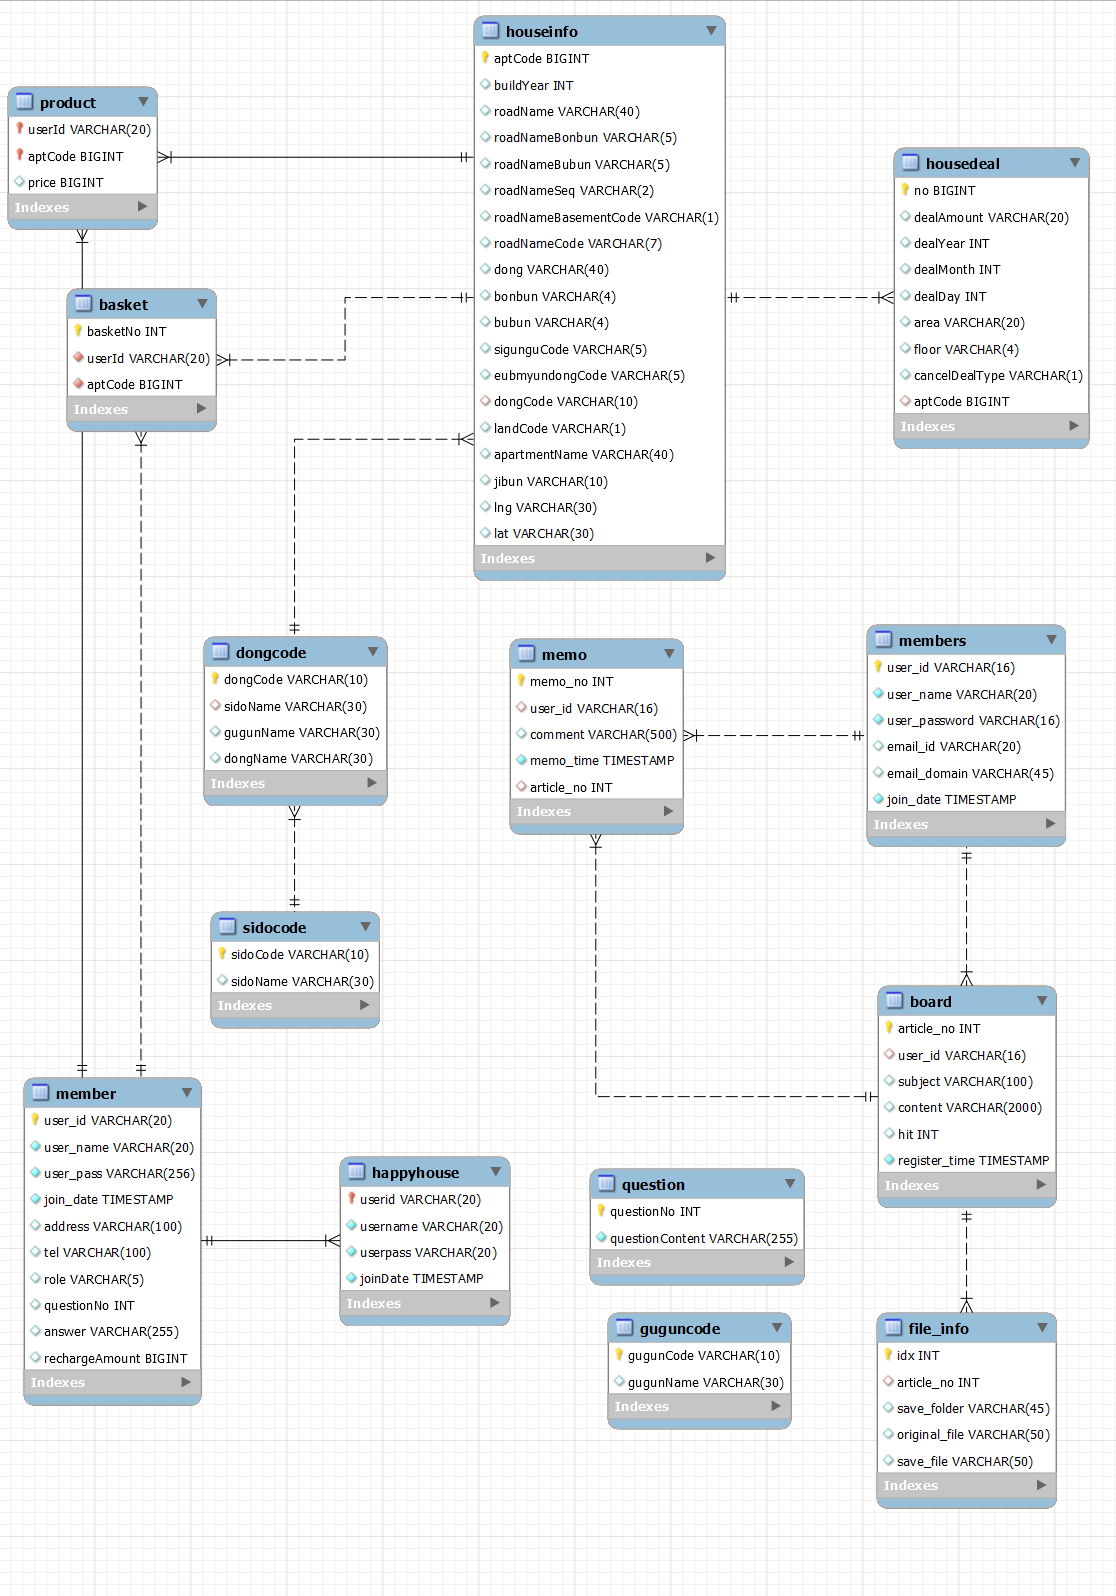 houseinfo
aptCode BIGINT
buildYear INT
roadName VARCHAR(40)
roadNameBonbun VARCHAR(5)
roadNameBubun VARCHAR(5)
roadNameSeq VARCHAR(2)
roadNameBasementCode VARCHAR(1)
roadNameCode VARCHAR(7)
dong VARCHAR(40)
bonbun VARCHAR(4)
bubun VARCHAR(4)
sigunguCode VARCHAR(5)
eubmyundongCode VARCHAR(5)
dongCode VARCHAR(10)
landCode VARCHAR(1)
apartmentName VARCHAR(40)
jibun VARCHAR(10)
lng VARCHAR(30)
lat VARCHAR(30)
Indexes
product
userId VARCHAR(20)
aptCode BIGINT
price BIGINT
Indexes
housedeal
no BIGINT
dealAmount VARCHAR(20)
dealYear INT
dealMonth INT
dealDay INT
area VARCHAR(20)
floor VARCHAR(4)
cancelDealType VARCHAR(1)
aptCode BIGINT
Indexes
basket
basketNo INT
userId VARCHAR(20)
aptCode BIGINT
Indexes
dongcode
dongCode VARCHAR(10)
sidoName VARCHAR(30)
gugunName VARCHAR(30)
dongName VARCHAR(30)
Indexes
memo
memo_no INT
user_id VARCHAR(16)
comment VARCHAR(500)
memo_time TIMESTAMP
article_no INT
Indexes
members
user_id VARCHAR(16)
user_name VARCHAR(20)
user_password VARCHAR(16)
email_id VARCHAR(20)
email_domain VARCHAR(45)
join_date TIMESTAMP
Indexes
sidocode
sidoCode VARCHAR(10)
sidoName VARCHAR(30)
Indexes
board
article_no INT
user_id VARCHAR(16)
subject VARCHAR(100)
content VARCHAR(2000)
hit INT
register_time TIMESTAMP
Indexes
member
user_id VARCHAR(20)
user_name VARCHAR(20)
user_pass VARCHAR(256)
join_date TIMESTAMP
address VARCHAR(100)
tel VARCHAR(100)
role VARCHAR(5)
questionNo INT
answer VARCHAR(255)
rechargeAmount BIGINT
Indexes
happyhouse
userid VARCHAR(20)
username VARCHAR(20)
userpass VARCHAR(20)
joinDate TIMESTAMP
Indexes
question
questionNo INT
questionContent VARCHAR(255)
Indexes
guguncode
gugunCode VARCHAR(10)
gugunName VARCHAR(30)
Indexes
file_info
idx INT
article_no INT
save_folder VARCHAR(45)
original_file VARCHAR(50)
save_file VARCHAR(50)
Indexes